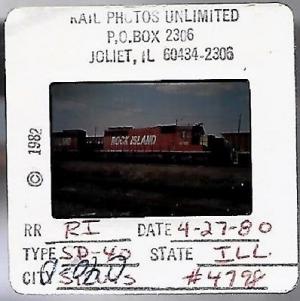 RAIL PHOTOS UNLIMITED
P.O.BOX 2306
JOLIET, IL 60434-2306
ROCK ISLAND
© 1982
RR RI DATE 4-27-80
TYPE SD-40 STATE ILL.
CITY #4798